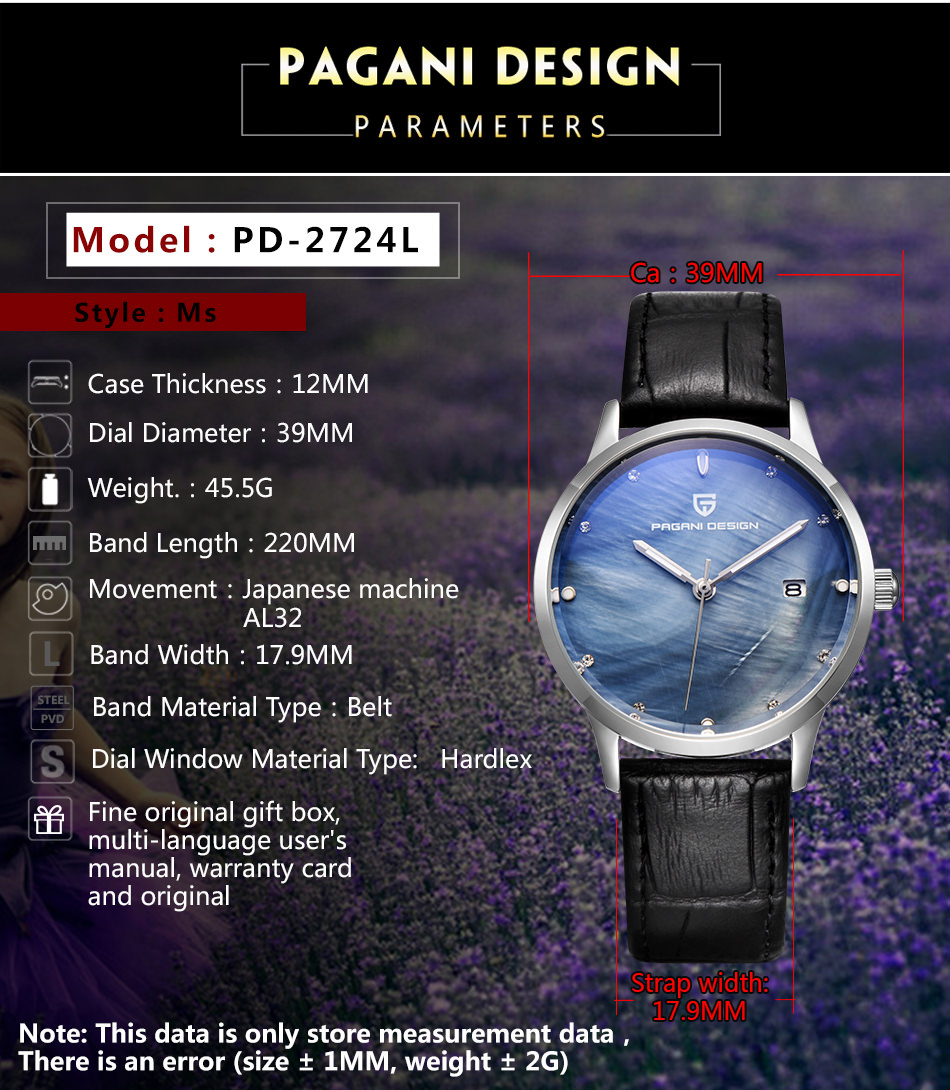 PAGANI DESIGN
PARAMETERS
Model : PD-2724L
Style : Ms
Ca : 39MM
Case Thickness : 12MM
Dial Diameter : 39MM
Weight. : 45.5G
Band Length : 220MM
Movement : Japanese machine
AL32
L
Band Width : 17.9MM
STEEL
PVD
Band Material Type : Belt
S
Dial Window Material Type: Hardlex
Fine original gift box,
multi-language user's
manual, warranty card
and original
PAGANI DESIGN
8
Strap width:
17.9MM
Note: This data is only store measurement data ,
There is an error (size ± 1MM, weight ± 2G)